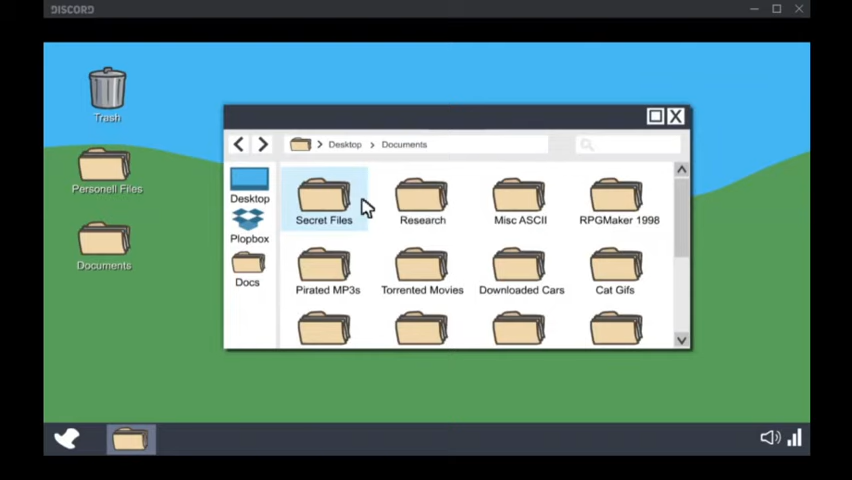 DISCORD
Trash
Personell Files
Documents
Desktop
Documents
Desktop
Plopbox
Docs
Secret Files
Research
Misc ASCII
RPGMaker 1998
Pirated MP3s
Torrented Movies
Downloaded Cars
Cat Gifs